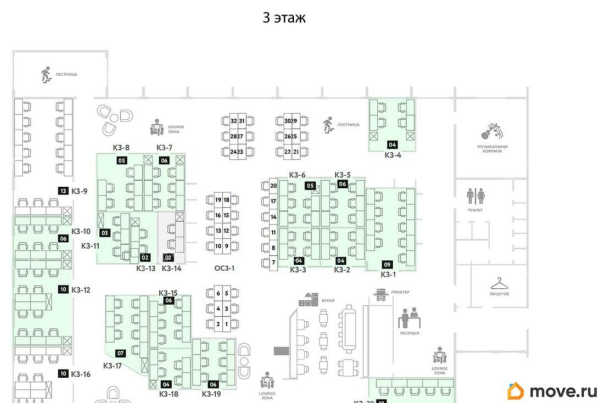 3 этаж
ЛЕСТНИЦА
LOUNGE
ЗОНА
32 31
28 27
24 23
30 29
26 25
22 21
ЛЕСТНИЦА
04
К3-4
МУЗЫКАЛЬНАЯ
КОМНАТА
К3-8
К3-7
05
06
13
К3-9
К3-10
06
К3-11
03
02
К3-13
02
К3-14
19 18
16 15
13 12
10 9
ОС3-1
20
17
14
11
8
7
К3-6
К3-5
05
06
04
04
К3-3
К3-2
09
К3-1
ТУАЛЕТ
10
К3-12
К3-15
06
6 5
4 3
2 1
КУХНЯ
ПРИНТЕР
РЕСЕПШН
07
К3-17
04
К3-18
06
К3-19
10
К3-16
LOUNGE
ЗОНА
LOUNGE
ЗОНА
К3-20
move.ru